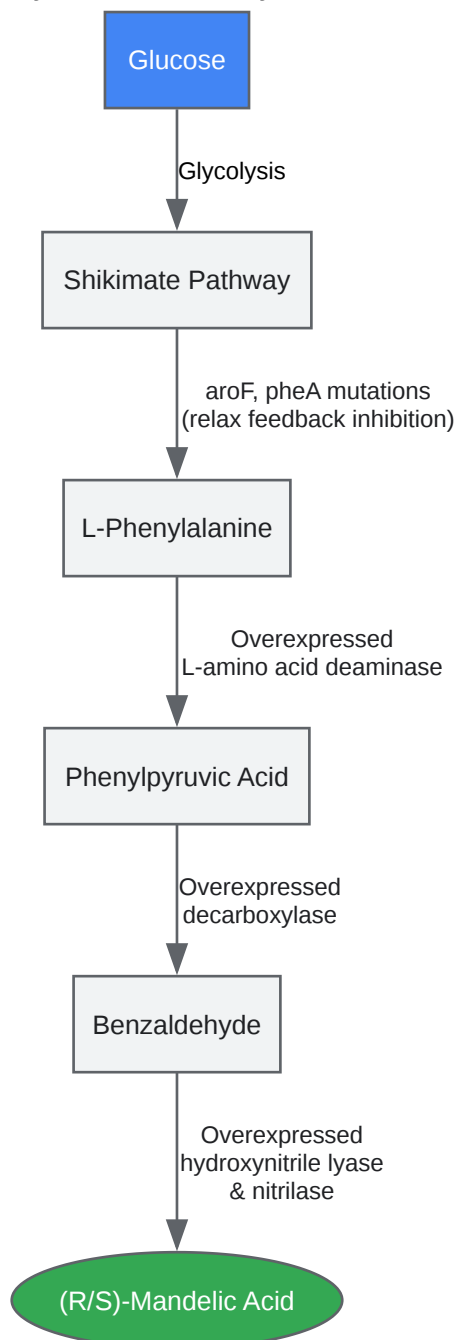 Glucose
Glycolysis
Shikimate Pathway
aroF, pheA mutations
(relax feedback inhibition)
L-Phenylalanine
Overexpressed
L-amino acid deaminase
Phenylpyruvic Acid
Overexpressed
decarboxylase
Benzaldehyde
Overexpressed
hydroxynitrile lyase
& nitrilase
(R/S)-Mandelic Acid